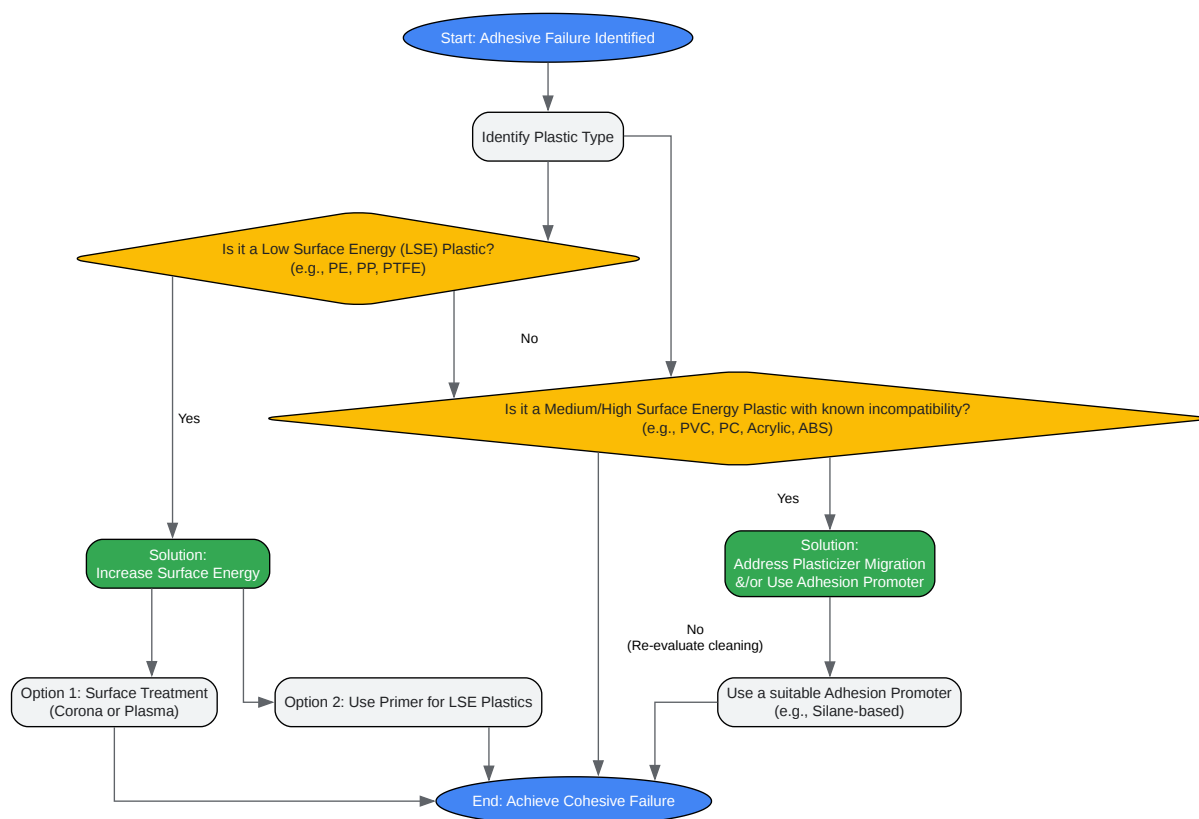 Start: Adhesive Failure Identified
Identify Plastic Type
Is it a Low Surface Energy (LSE) Plastic?
(e.g., PE, PP, PTFE)
No
Is it a Medium/High Surface Energy Plastic with known incompatibility?
(e.g., PVC, PC, Acrylic, ABS)
Yes
Yes
Solution:
Increase Surface Energy
Solution:
Address Plasticizer Migration
&/or Use Adhesion Promoter
No
(Re-evaluate cleaning)
Option 1: Surface Treatment
(Corona or Plasma)
Option 2: Use Primer for LSE Plastics
Use a suitable Adhesion Promoter
(e.g., Silane-based)
End: Achieve Cohesive Failure